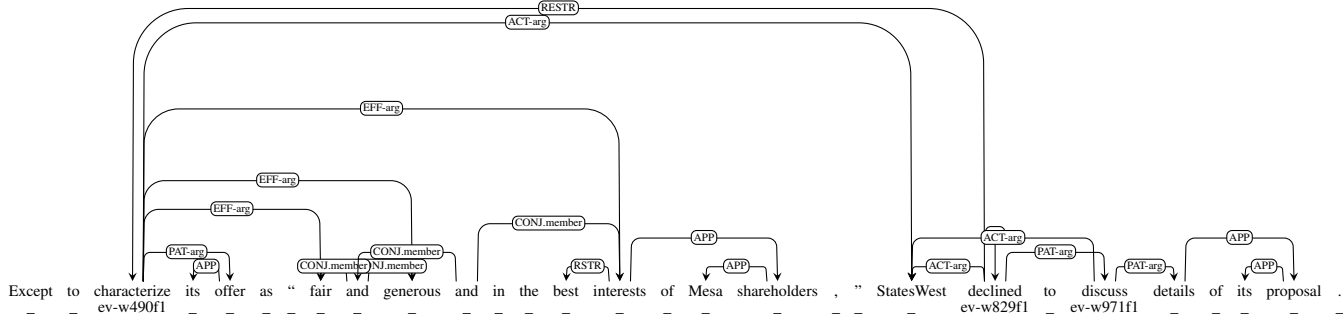 RESTR
ACT-arg
EFF-arg
EFF-arg
EFF-arg
CONJ.member
APP ACT-arg APP
PAT-arg CONJ.member PAT-arg
APP CONJ.member NJ.member RSTR APP ACT-arg PAT-arg APP
Except to characterize its offer as “ fair and generous and in the best interests of Mesa shareholders , ” StatesWest declined to discuss details of its proposal .
_ _ ev-w490f1 _ _ _ _ _ _ _ _ _ _ _ _ _ _ _ _ _ _ ev-w829f1 _ ev-w971f1 _ _ _ _ _